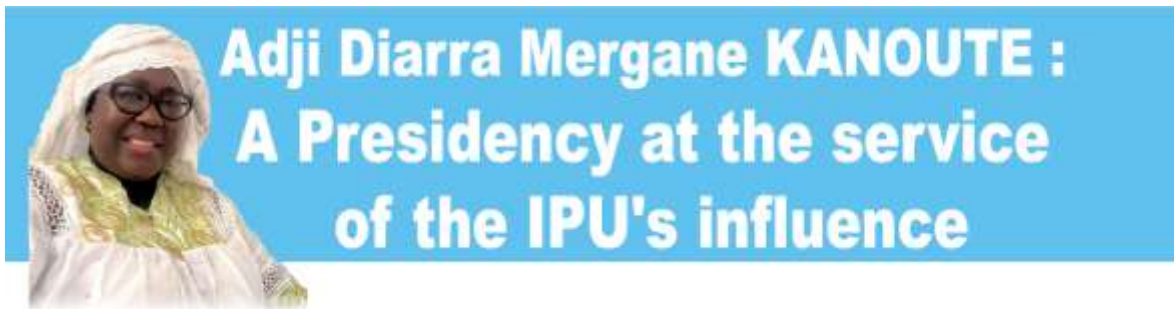 Adji Diarra Mergane KANOUTE :
A Presidency at the service
of the IPU's influence